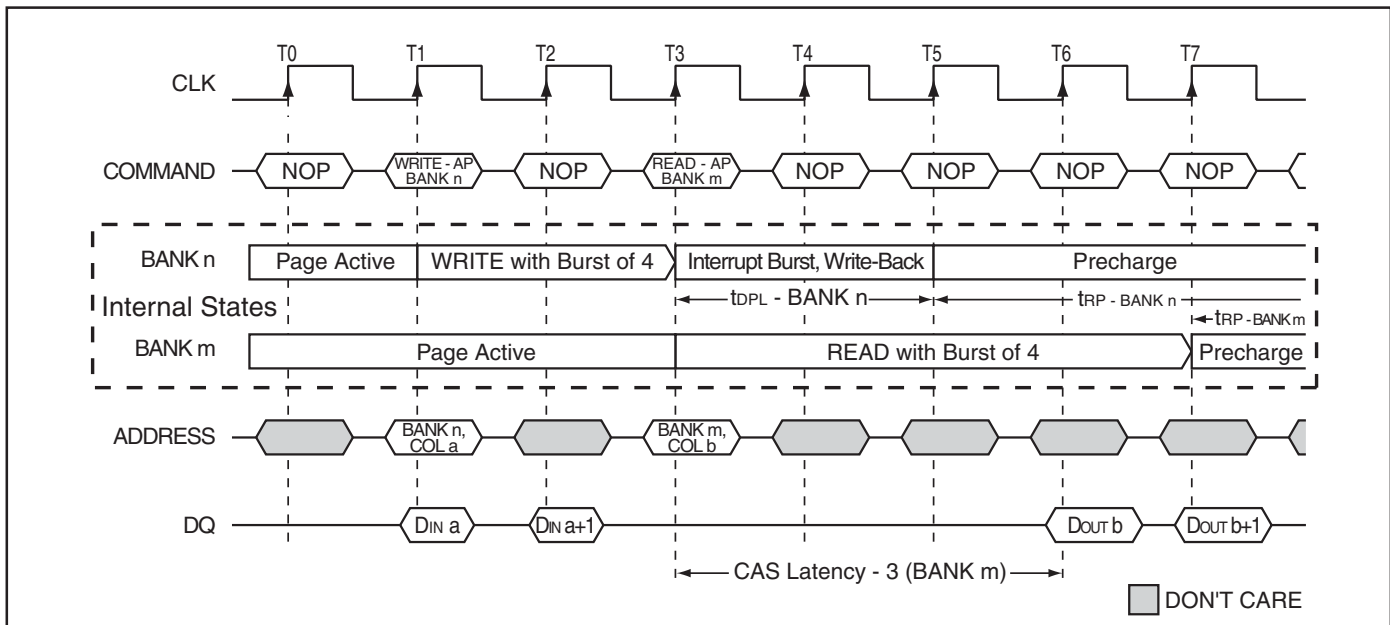 T0 T1 T2 T3 T4 T5 T6 T7
CLK
COMMAND NOP WRITE - AP BANK n NOP READ - AP BANK m NOP NOP NOP NOP
BANK n Page Active WRITE with Burst of 4 Interrupt Burst, Write-Back Precharge
tDPL - BANK n tRP - BANK n
Internal States
tRP - BANK m
BANK m Page Active READ with Burst of 4 Precharge
ADDRESS BANK n, COL a BANK m, COL b
DQ DIN a DIN a+1 DOUT b DOUT b+1
CAS Latency - 3 (BANK m)
DON'T CARE